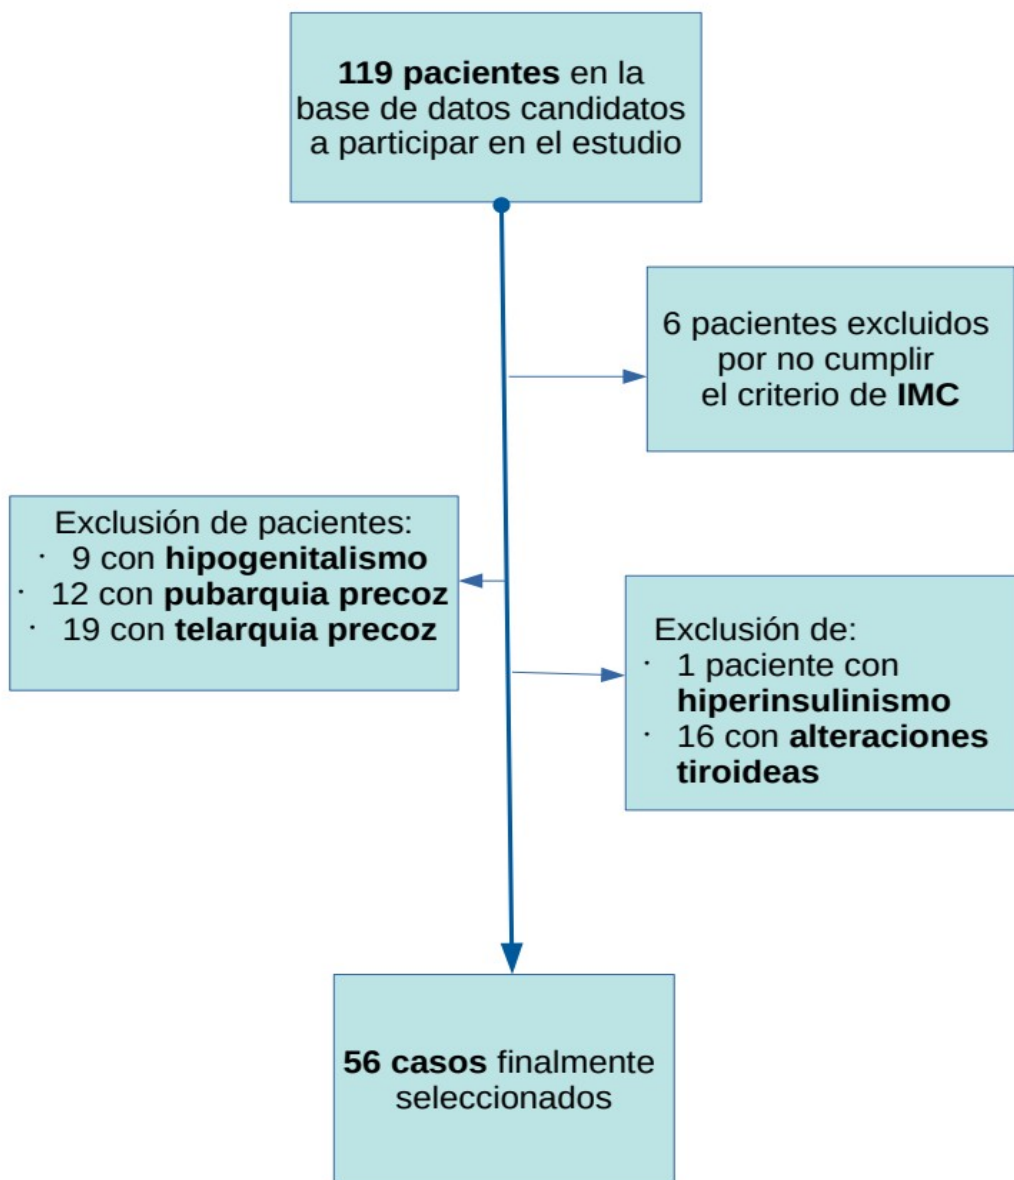 119 pacientes en la
base de datos candidatos
a participar en el estudio
6 pacientes excluidos
por no cumplir
el criterio de IMC
Exclusión de pacientes:
· 9 con hipogenitalismo
· 12 con pubarquia precoz
· 19 con telarquia precoz
Exclusión de:
· 1 paciente con
hiperinsulinismo
· 16 con alteraciones
tiroideas
56 casos finalmente
seleccionados